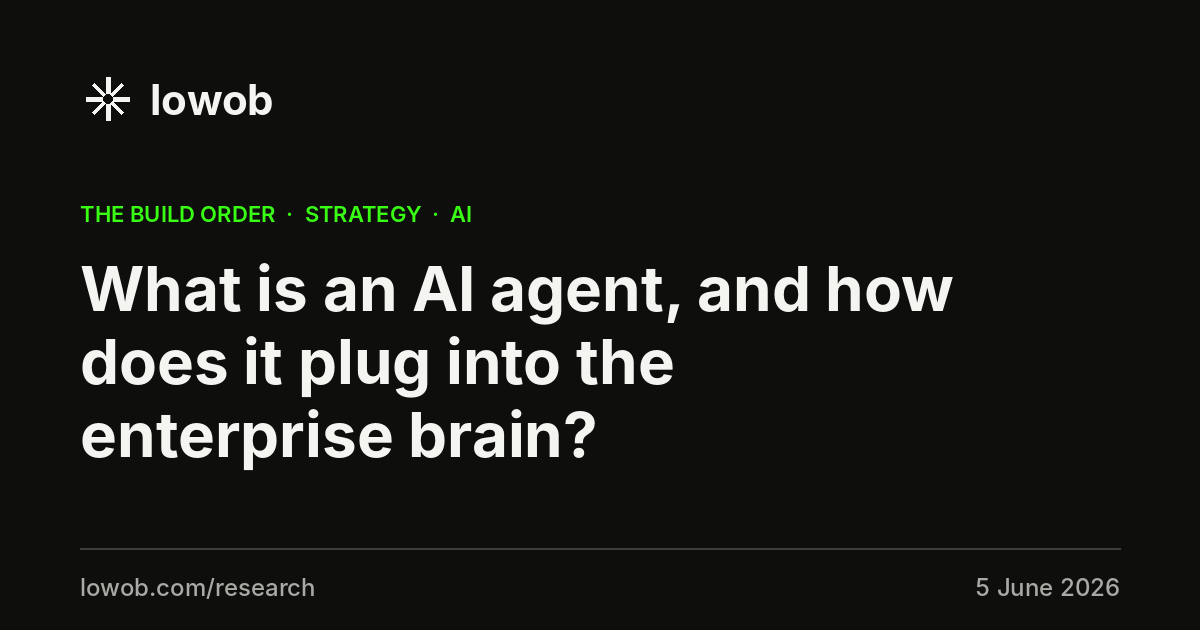 lowob
THE BUILD ORDER · STRATEGY · AI
What is an AI agent, and how
does it plug into the
enterprise brain?
lowob.com/research
5 June 2026